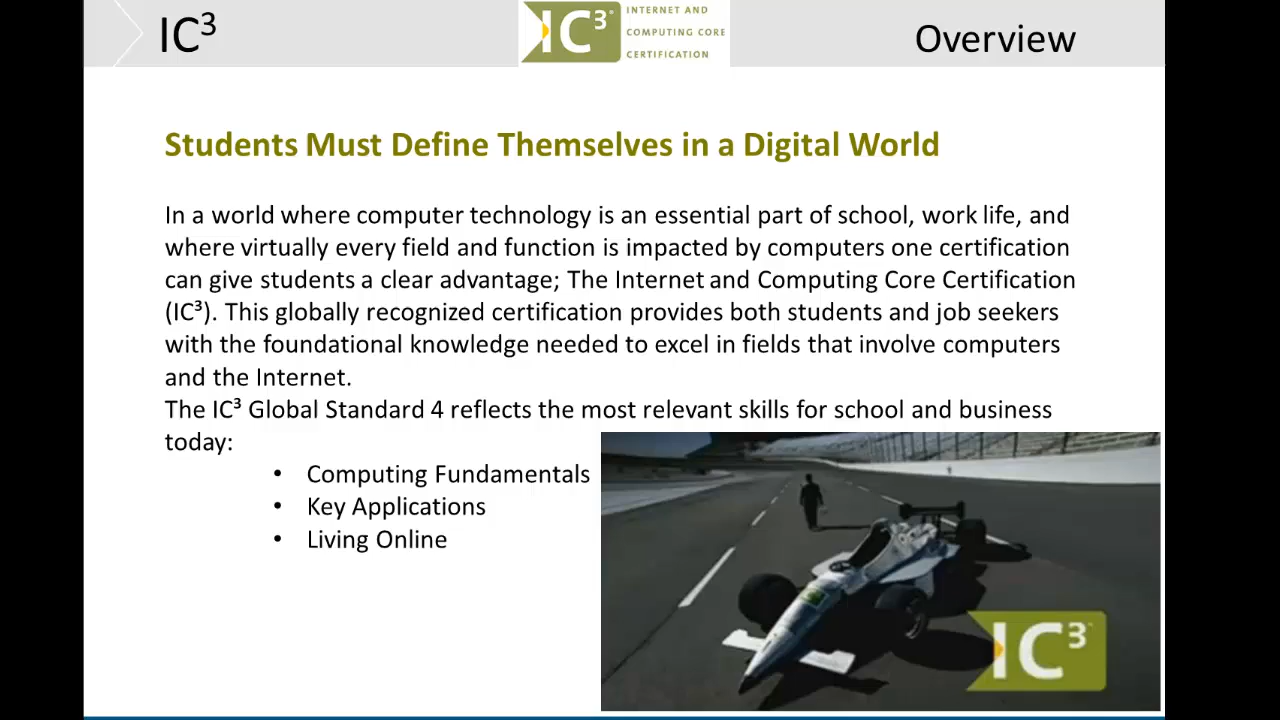 IC³
IC³
INTERNET AND
COMPUTING CORE
CERTIFICATION
Overview
Students Must Define Themselves in a Digital World
In a world where computer technology is an essential part of school, work life, and
where virtually every field and function is impacted by computers one certification
can give students a clear advantage; The Internet and Computing Core Certification
(IC³). This globally recognized certification provides both students and job seekers
with the foundational knowledge needed to excel in fields that involve computers
and the Internet.
The IC³ Global Standard 4 reflects the most relevant skills for school and business
today:
• Computing Fundamentals
• Key Applications
• Living Online
IC³